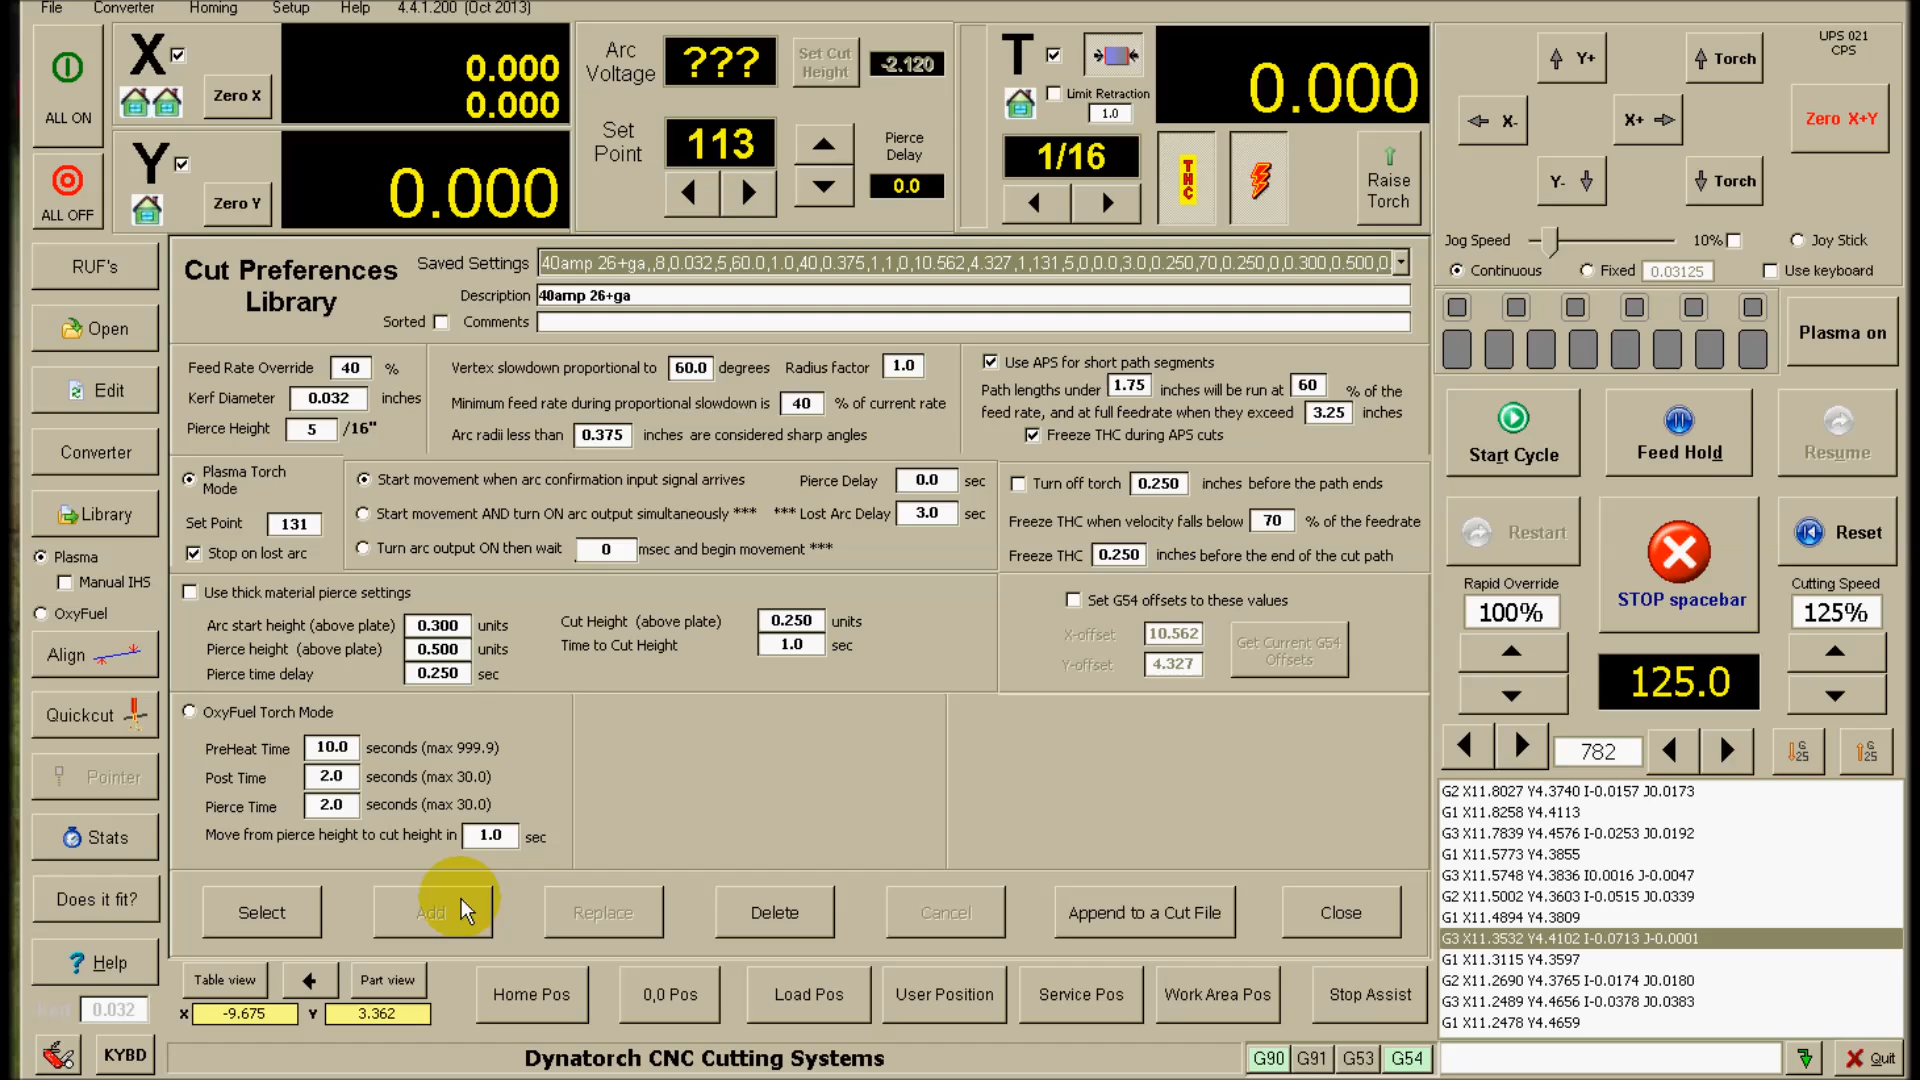 File Converter Homing Setup Help 4.4.1.200 (Oct 2013)
ALL ON
X
Zero X
0.000
0.000
ALL OFF
Y
Zero Y
0.000
Arc Voltage
???
Set Cut Height
-2.120
Set Point
113
Pierce Delay
0.0
T
Limit Retraction
1.0
0.000
1/16
THC
Raise Torch
UPS 021
CPS
Y+
Torch
X-
X+
Zero X+Y
Y-
Torch
Jog Speed
10%
Joy Stick
Continuous
Fixed
0.03125
Use keyboard
Plasma on
Start Cycle
Feed Hold
Resume
Restart
STOP spacebar
Reset
Rapid Override
100%
Cutting Speed
125%
125.0
782
G 25
G 25
G2 X11.8027 Y4.3740 I-0.0157 J0.0173
G1 X11.8258 Y4.4113
G3 X11.7839 Y4.4576 I-0.0253 J0.0192
G1 X11.5773 Y4.3855
G3 X11.5748 Y4.3836 I0.0016 J-0.0047
G2 X11.5002 Y4.3603 I-0.0515 J0.0339
G1 X11.4894 Y4.3809
G3 X11.3532 Y4.4102 I-0.0713 J-0.0001
G1 X11.3115 Y4.3597
G2 X11.2690 Y4.3765 I-0.0174 J0.0180
G3 X11.2489 Y4.4656 I-0.0378 J0.0383
G1 X11.2478 Y4.4659
Quit
RUF's
Open
Edit
Converter
Library
Plasma
Manual IHS
OxyFuel
Align
Quickcut
Pointer
Stats
Does it fit?
Help
0.032
KYBD
Cut Preferences Library
Saved Settings
40amp 26+ga,,8,0.032,5,60.0,1.0,40,0.375,1,1,0,10.562,4.327,1,131,5,0,0.0,3.0,0.250,70,0.250,0,0.300,0.500,0.
Description
40amp 26+ga
Sorted
Comments
Feed Rate Override 40 %
Kerf Diameter 0.032 inches
Pierce Height 5 /16"
Vertex slowdown proportional to 60.0 degrees Radius factor 1.0
Minimum feed rate during proportional slowdown is 40 % of current rate
Arc radii less than 0.375 inches are considered sharp angles
Use APS for short path segments
Path lengths under 1.75 inches will be run at 60 % of the
feed rate, and at full feedrate when they exceed 3.25 inches
Freeze THC during APS cuts
Plasma Torch Mode
Set Point 131
Stop on lost arc
Start movement when arc confirmation input signal arrives Pierce Delay 0.0 sec
Start movement AND turn ON arc output simultaneously *** *** Lost Arc Delay 3.0 sec
Turn arc output ON then wait 0 msec and begin movement ***
Turn off torch 0.250 inches before the path ends
Freeze THC when velocity falls below 70 % of the feedrate
Freeze THC 0.250 inches before the end of the cut path
Use thick material pierce settings
Arc start height (above plate) 0.300 units
Pierce height (above plate) 0.500 units
Pierce time delay 0.250 sec
Cut Height (above plate) 0.250 units
Time to Cut Height 1.0 sec
Set G54 offsets to these values
X-offset 10.562
Y-offset 4.327
Get Current G54 Offsets
OxyFuel Torch Mode
PreHeat Time 10.0 seconds (max 999.9)
Post Time 2.0 seconds (max 30.0)
Pierce Time 2.0 seconds (max 30.0)
Move from pierce height to cut height in 1.0 sec
Select
Add
Replace
Delete
Cancel
Append to a Cut File
Close
Table view
Part view
X -9.675 Y 3.362
Home Pos
0,0 Pos
Load Pos
User Position
Service Pos
Work Area Pos
Stop Assist
Dynatorch CNC Cutting Systems
G90 G91 G53 G54